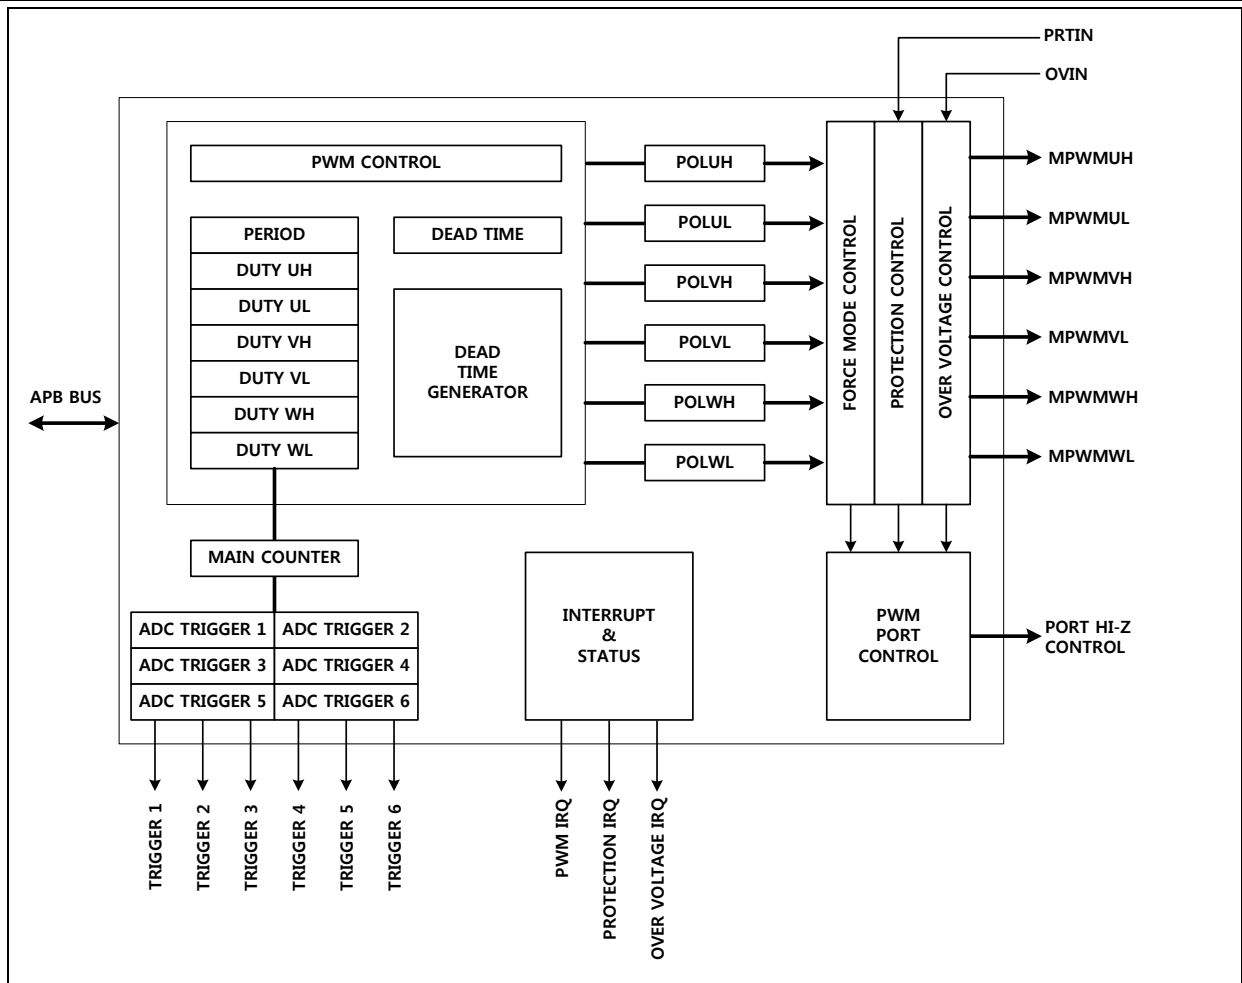 PRTIN
OVIN
PWM CONTROL
PERIOD
DUTY UH
DUTY UL
DUTY VH
DUTY VL
DUTY WH
DUTY WL
DEAD TIME
DEAD
TIME
GENERATOR
POLUH
POLUL
POLVH
POLVL
POLWH
POLWL
FORCE MODE CONTROL
PROTECTION CONTROL
OVER VOLTAGE CONTROL
MPWMUH
MPWMUL
MPWMVH
MPWMVL
MPWMWH
MPWMWL
APB BUS
MAIN COUNTER
ADC TRIGGER 1
ADC TRIGGER 2
ADC TRIGGER 3
ADC TRIGGER 4
ADC TRIGGER 5
ADC TRIGGER 6
INTERRUPT
&
STATUS
PWM
PORT
CONTROL
PORT HI-Z
CONTROL
TRIGGER 1
TRIGGER 2
TRIGGER 3
TRIGGER 4
TRIGGER 5
TRIGGER 6
PWM IRQ
PROTECTION IRQ
OVER VOLTAGE IRQ